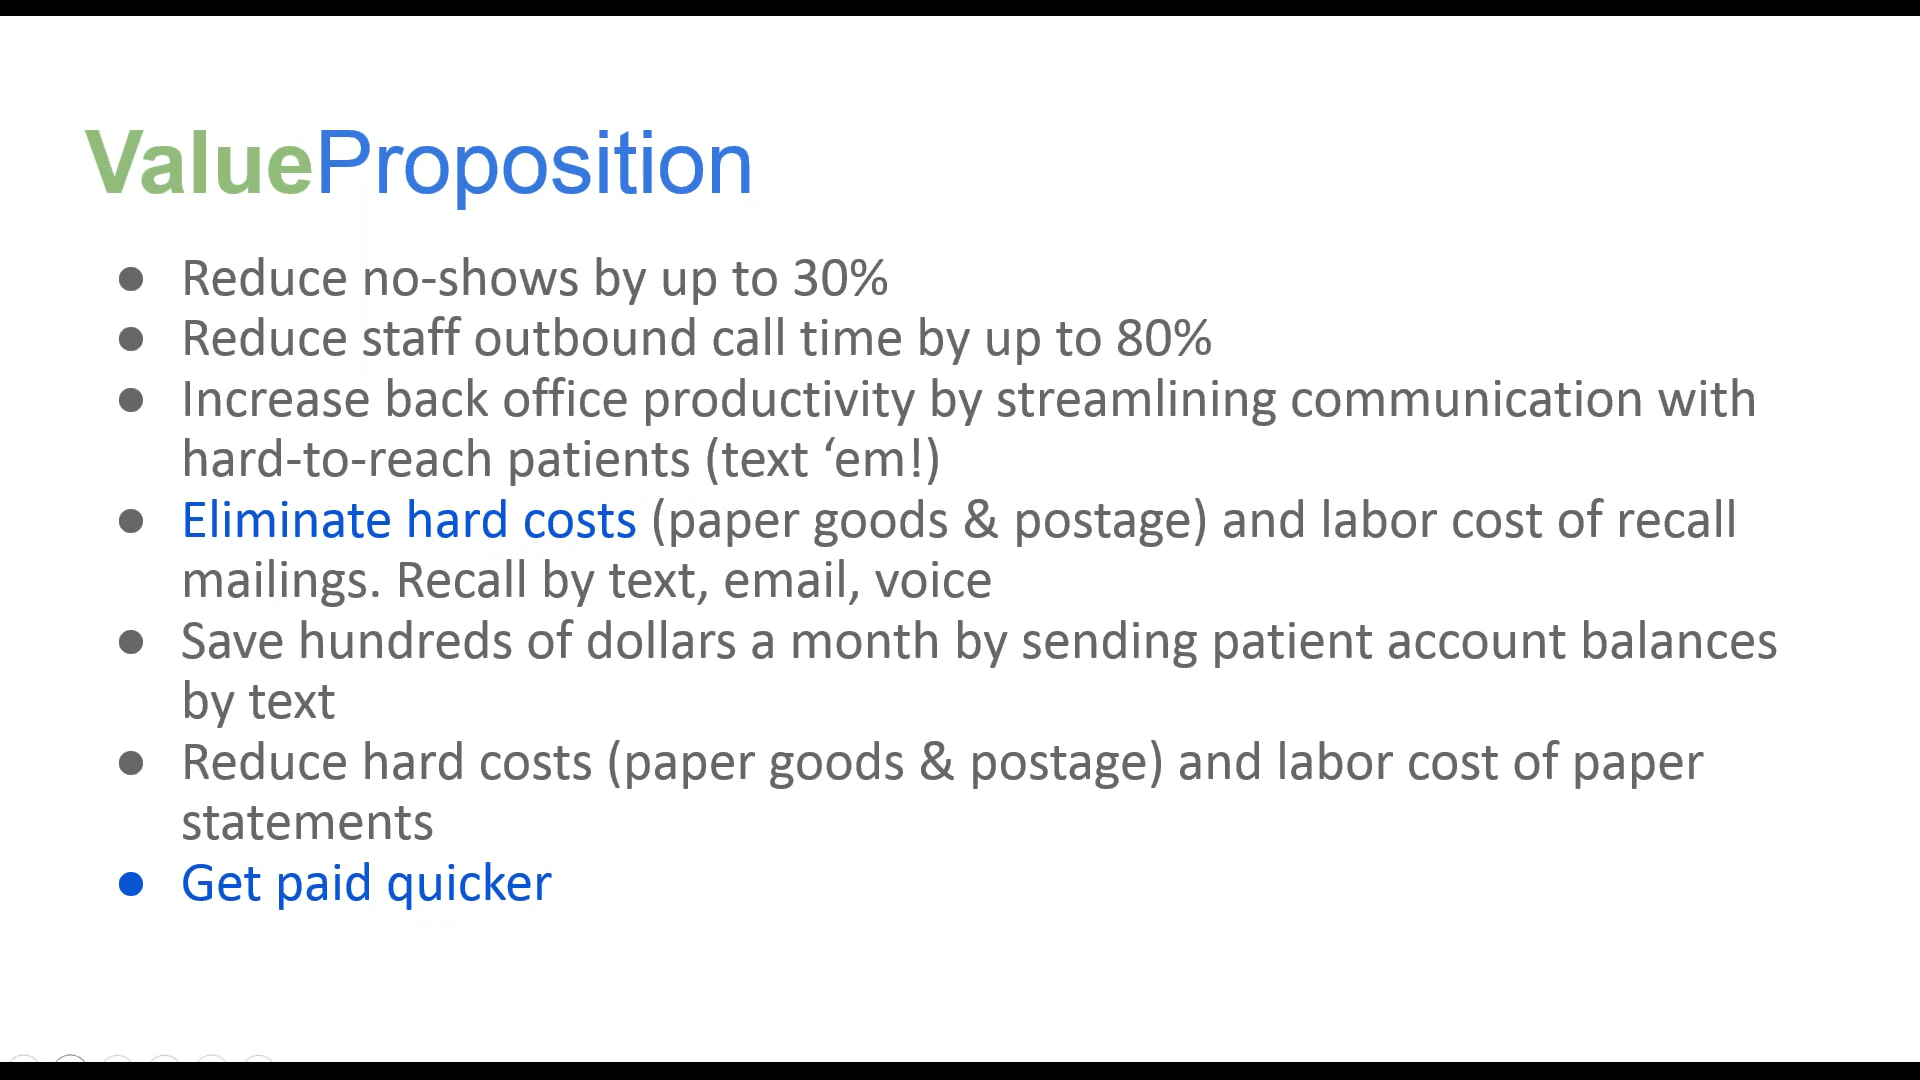 ValueProposition
● Reduce no-shows by up to 30%
● Reduce staff outbound call time by up to 80%
● Increase back office productivity by streamlining communication with
hard-to-reach patients (text ‘em!)
● Eliminate hard costs (paper goods & postage) and labor cost of recall
mailings. Recall by text, email, voice
● Save hundreds of dollars a month by sending patient account balances
by text
● Reduce hard costs (paper goods & postage) and labor cost of paper
statements
● Get paid quicker